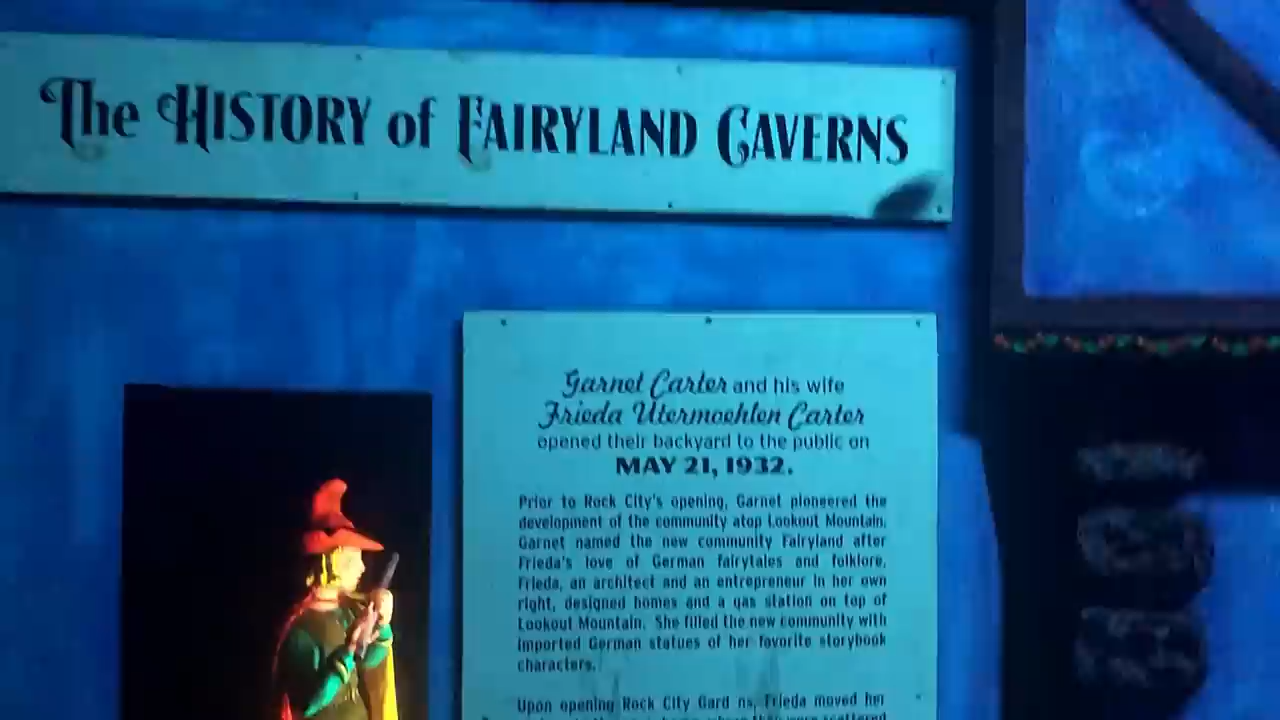 The HISTORY of FAIRYLAND CAVERNS
Garnet Carter and his wife
Frieda Utermoehlen Carter
opened their backyard to the public on
MAY 21, 1932.
Prior to Rock City's opening, Garnet pioneered the
development of the community atop Lookout Mountain.
Garnet named the new community Fairyland after
Frieda's love of German fairytales and folklore.
Frieda, an architect and an entrepreneur in her own
right, designed homes and a gas station on top of
Lookout Mountain. She filled the new community with
imported German statues of her favorite storybook
characters.
Upon opening Rock City Gard ns, Frieda moved her
where they were scattered